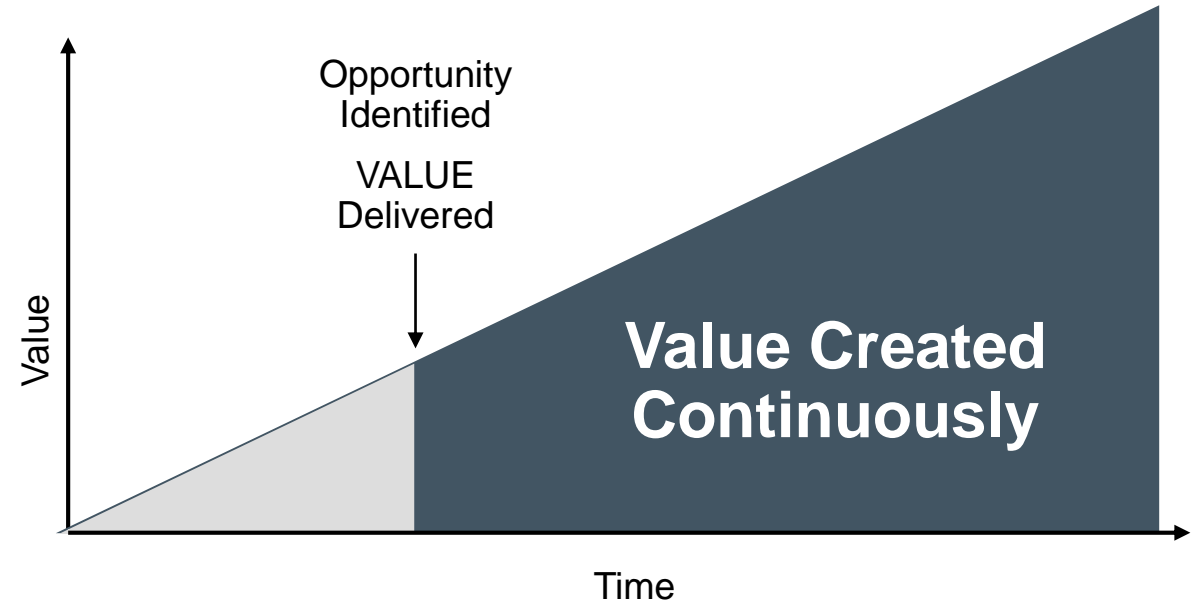 Opportunity
Identified
VALUE
Delivered
Value
Value Created
Continuously
Time